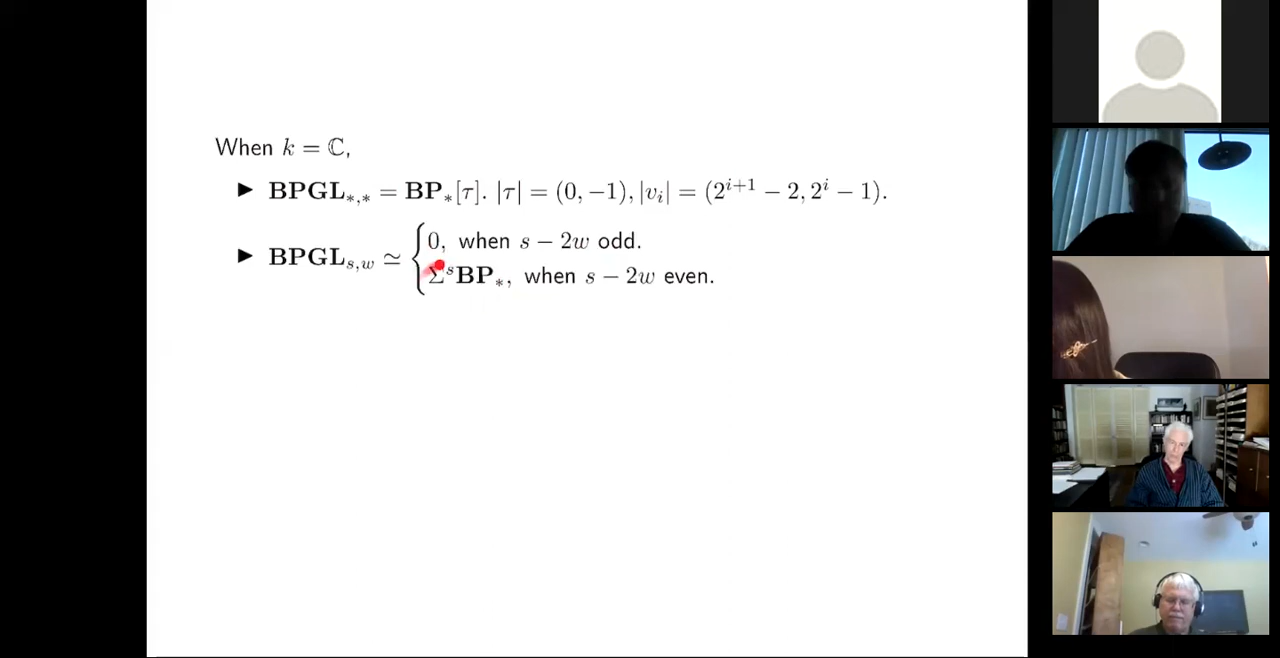 When k = ℂ,
▶ BPGL_{*,*} = BP_*[τ]. |τ| = (0, −1), |v_i| = (2^{i+1} − 2, 2^i − 1).
▶ BPGL_{s,w} ≃ { 0, when s − 2w odd.
Σ^s BP_*, when s − 2w even.